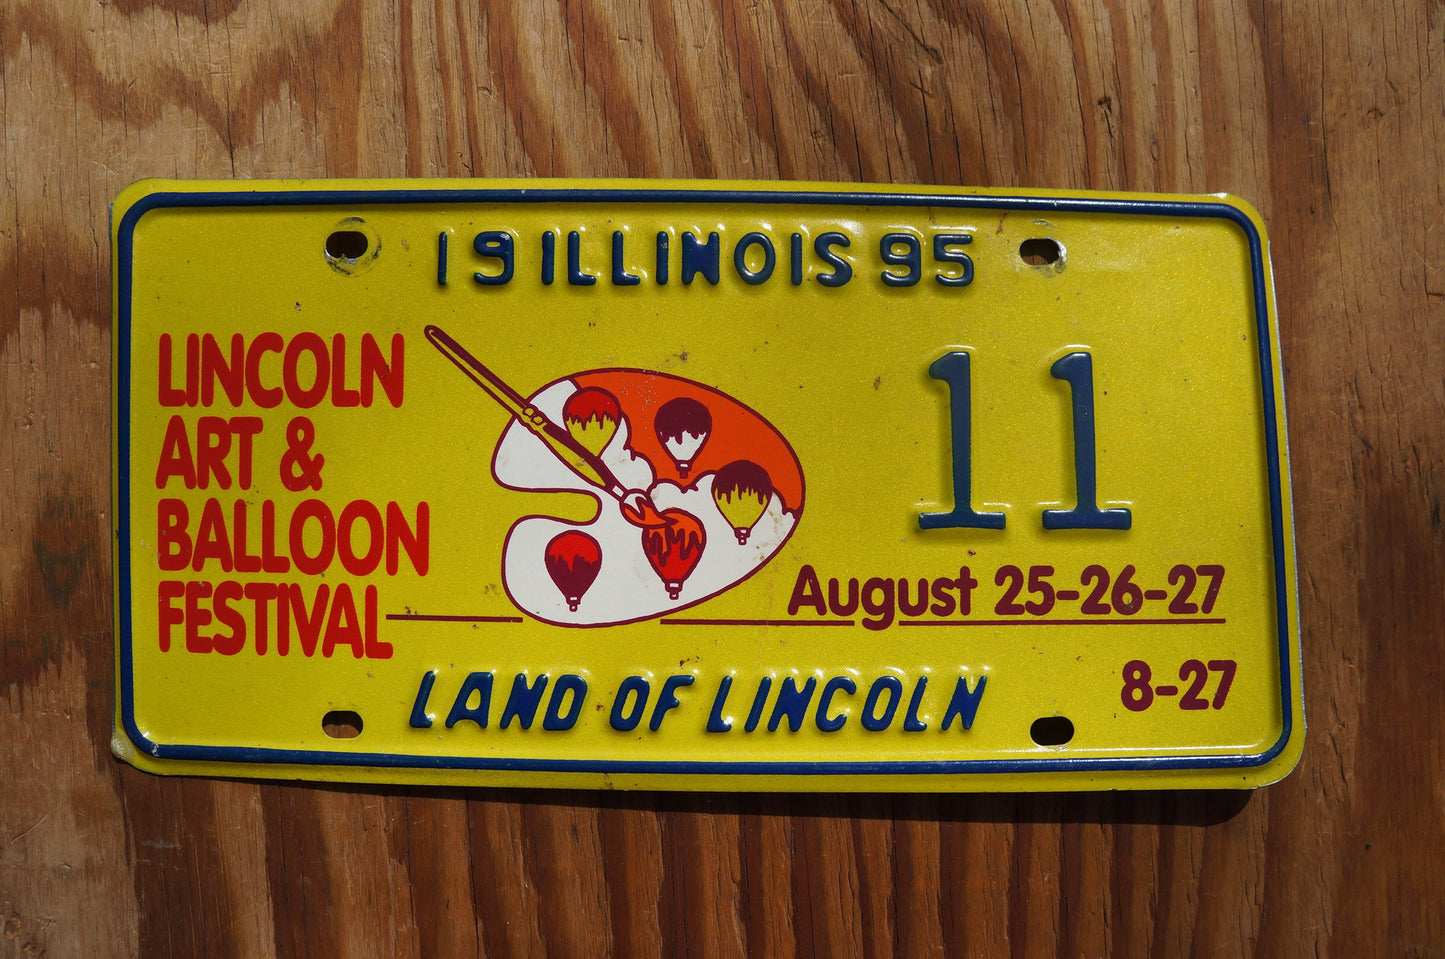 19 ILLINOIS 95
LINCOLN
ART &
BALLOON
FESTIVAL
11
August 25-26-27
8-27
LAND OF LINCOLN